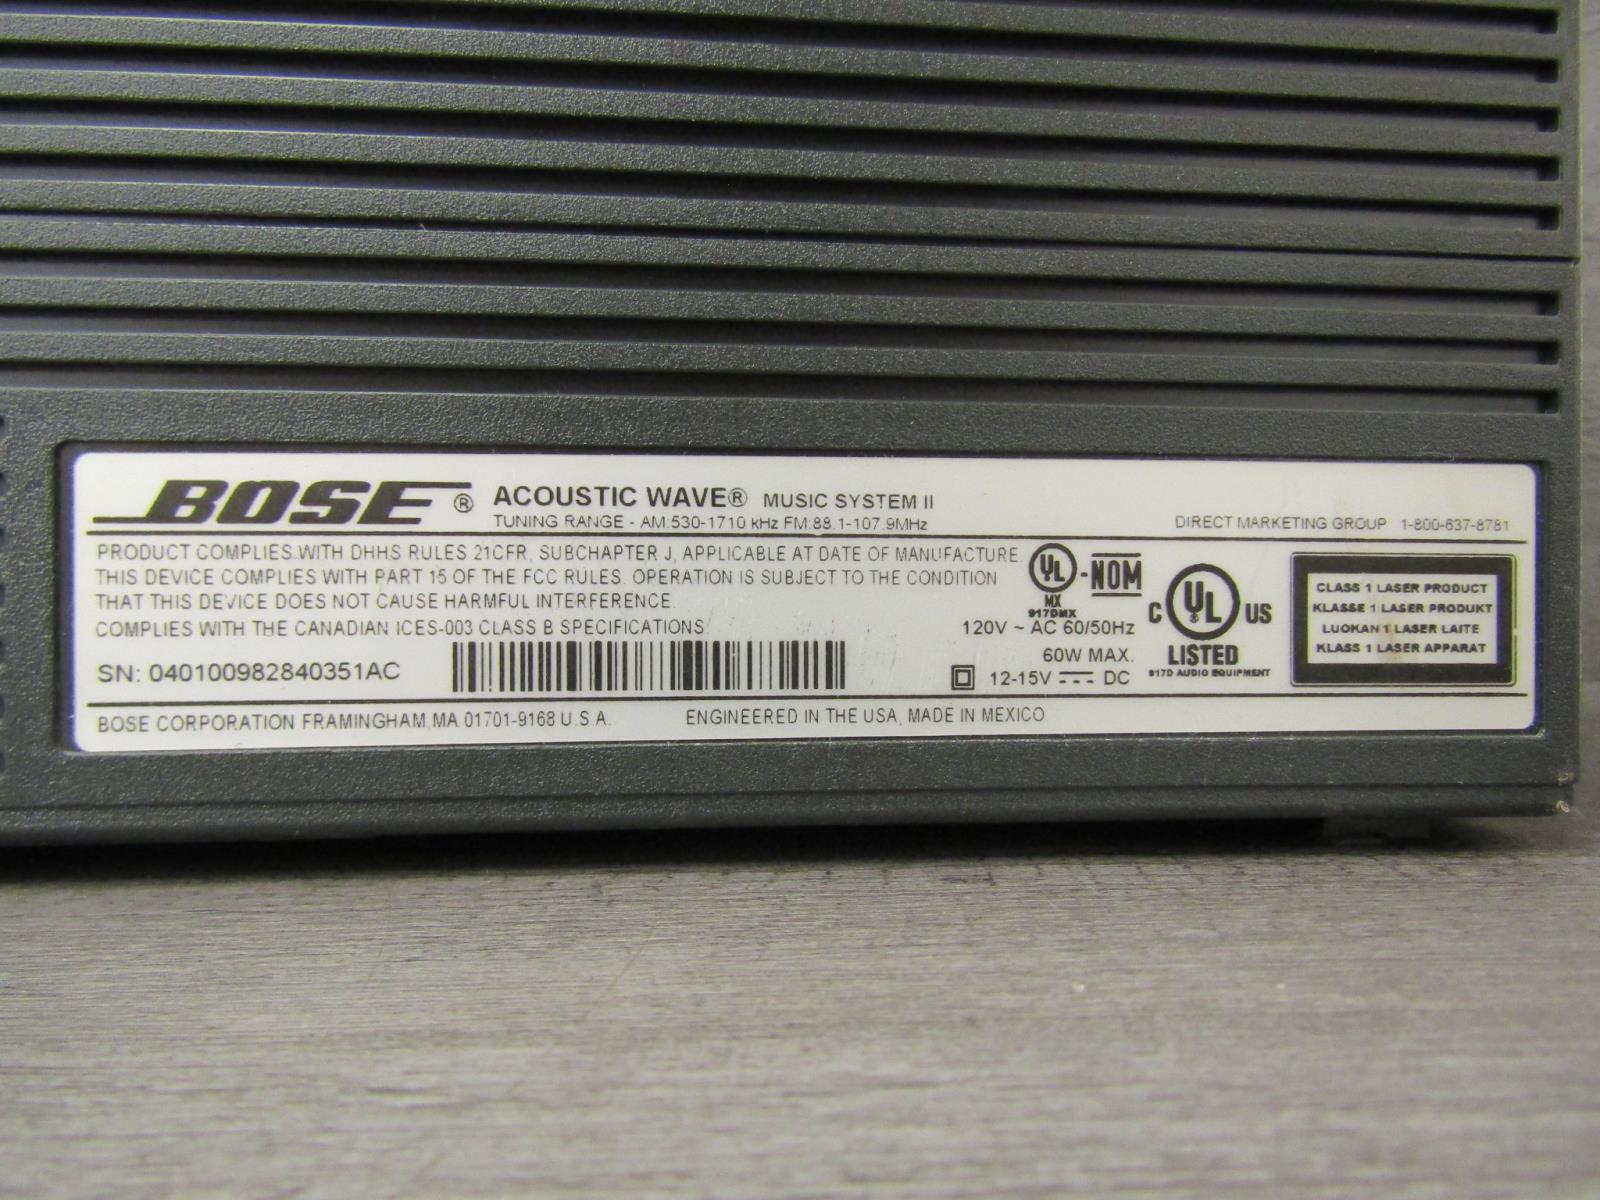 BOSE ® ACOUSTIC WAVE® MUSIC SYSTEM II
TUNING RANGE - AM:530-1710 kHz FM:88.1-107.9MHz
DIRECT MARKETING GROUP 1-800-637-8781
PRODUCT COMPLIES WITH DHHS RULES 21CFR, SUBCHAPTER J, APPLICABLE AT DATE OF MANUFACTURE.
THIS DEVICE COMPLIES WITH PART 15 OF THE FCC RULES. OPERATION IS SUBJECT TO THE CONDITION
THAT THIS DEVICE DOES NOT CAUSE HARMFUL INTERFERENCE.
COMPLIES WITH THE CANADIAN ICES-003 CLASS B SPECIFICATIONS
SN: 040100982840351AC
UL -NOM
MX
917DMX
120V ~ AC 60/50Hz
60W MAX.
12-15V DC
C UL ® US
LISTED
917D AUDIO EQUIPMENT
CLASS 1 LASER PRODUCT
KLASSE 1 LASER PRODUKT
LUOKAN 1 LASER LAITE
KLASS 1 LASER APPARAT
BOSE CORPORATION FRAMINGHAM,MA 01701-9168 U.S.A.
ENGINEERED IN THE USA, MADE IN MEXICO